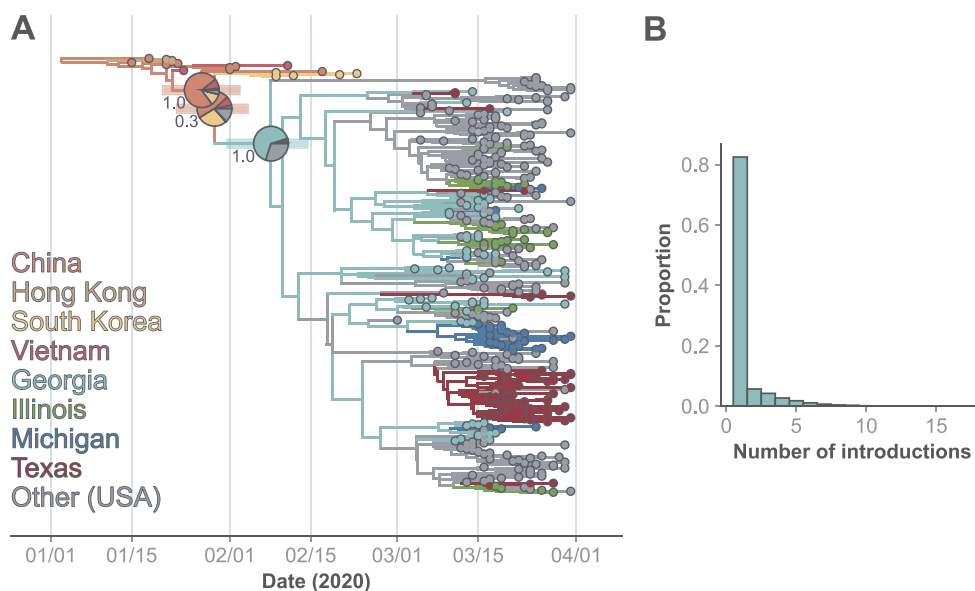 A
1.0
0.3
1.0
China
Hong Kong
South Korea
Vietnam
Georgia
Illinois
Michigan
Texas
Other (USA)
01/01 01/15 02/01 02/15 03/01 03/15 04/01
Date (2020)
B
Proportion
0.8
0.6
0.4
0.2
0.0
0 5 10 15
Number of introductions